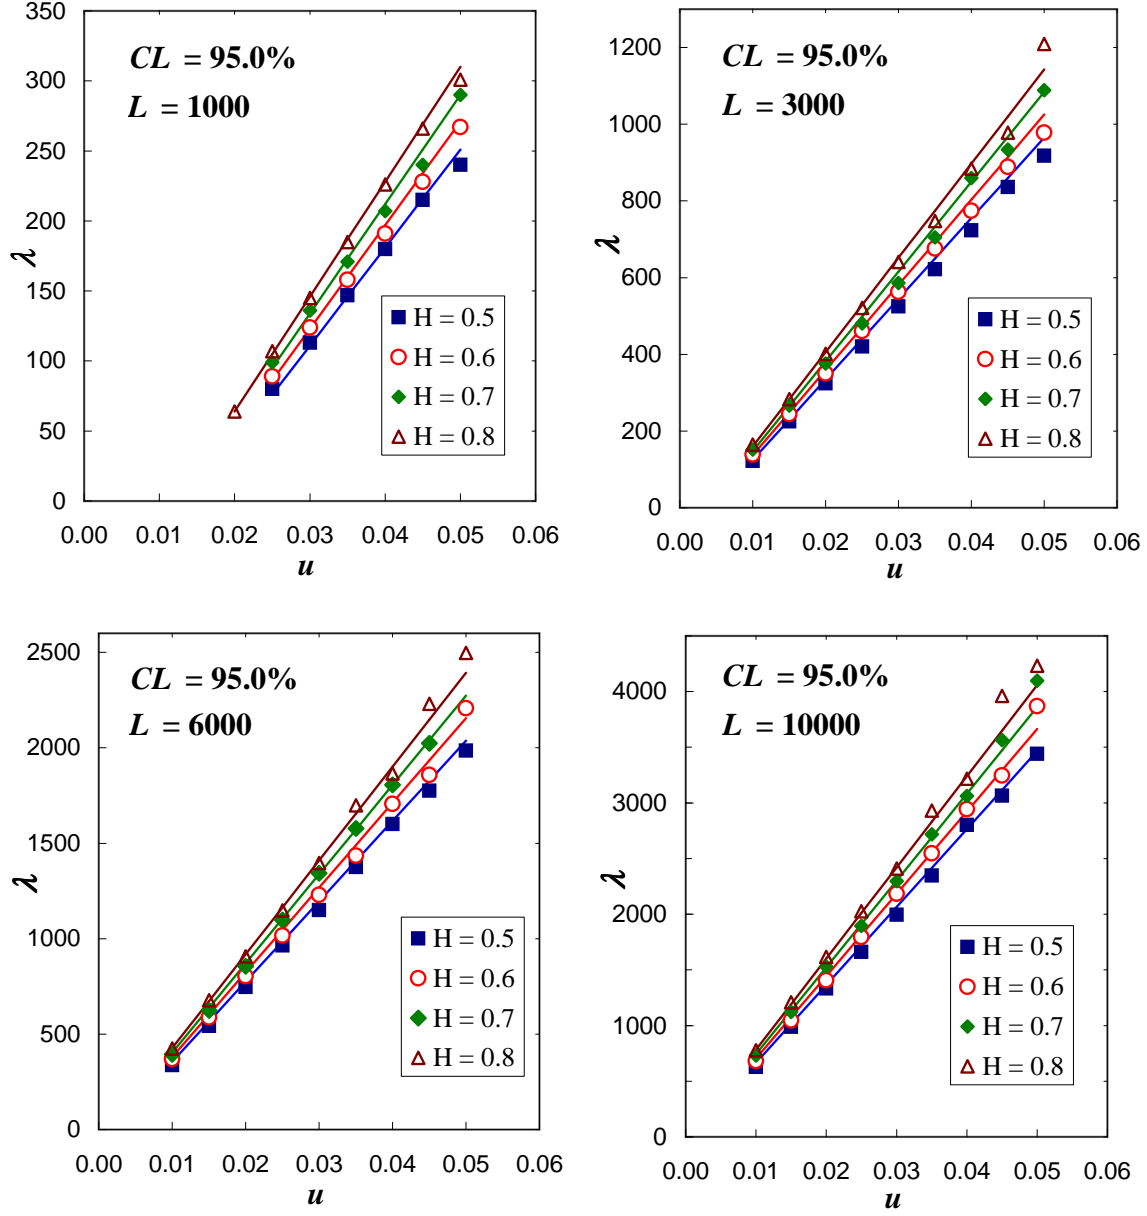 350
300
250
200
150
100
50
0
λ
CL = 95.0%
L = 1000
H = 0.5
H = 0.6
H = 0.7
H = 0.8
0.00 0.01 0.02 0.03 0.04 0.05 0.06
u
1200
1000
800
600
400
200
0
λ
CL = 95.0%
L = 3000
H = 0.5
H = 0.6
H = 0.7
H = 0.8
0.00 0.01 0.02 0.03 0.04 0.05 0.06
u
2500
2000
1500
1000
500
0
λ
CL = 95.0%
L = 6000
H = 0.5
H = 0.6
H = 0.7
H = 0.8
0.00 0.01 0.02 0.03 0.04 0.05 0.06
u
4000
3000
2000
1000
0
λ
CL = 95.0%
L = 10000
H = 0.5
H = 0.6
H = 0.7
H = 0.8
0.00 0.01 0.02 0.03 0.04 0.05 0.06
u